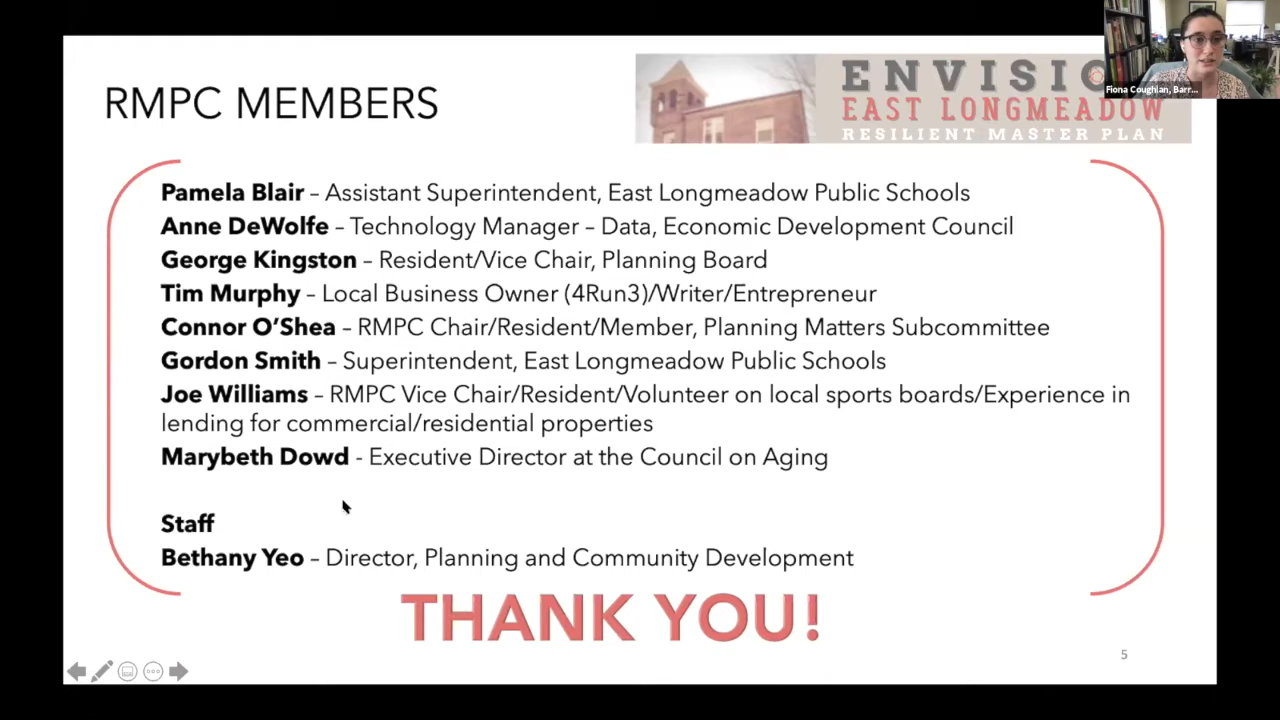 RMPC MEMBERS
ENVISIO
EAST LONGMEADOW
RESILIENT MASTER PLAN
Fiona Coughlan, Barr...
Pamela Blair – Assistant Superintendent, East Longmeadow Public Schools
Anne DeWolfe – Technology Manager – Data, Economic Development Council
George Kingston – Resident/Vice Chair, Planning Board
Tim Murphy – Local Business Owner (4Run3)/Writer/Entrepreneur
Connor O’Shea – RMPC Chair/Resident/Member, Planning Matters Subcommittee
Gordon Smith – Superintendent, East Longmeadow Public Schools
Joe Williams – RMPC Vice Chair/Resident/Volunteer on local sports boards/Experience in
lending for commercial/residential properties
Marybeth Dowd - Executive Director at the Council on Aging
Staff
Bethany Yeo – Director, Planning and Community Development
THANK YOU!
5